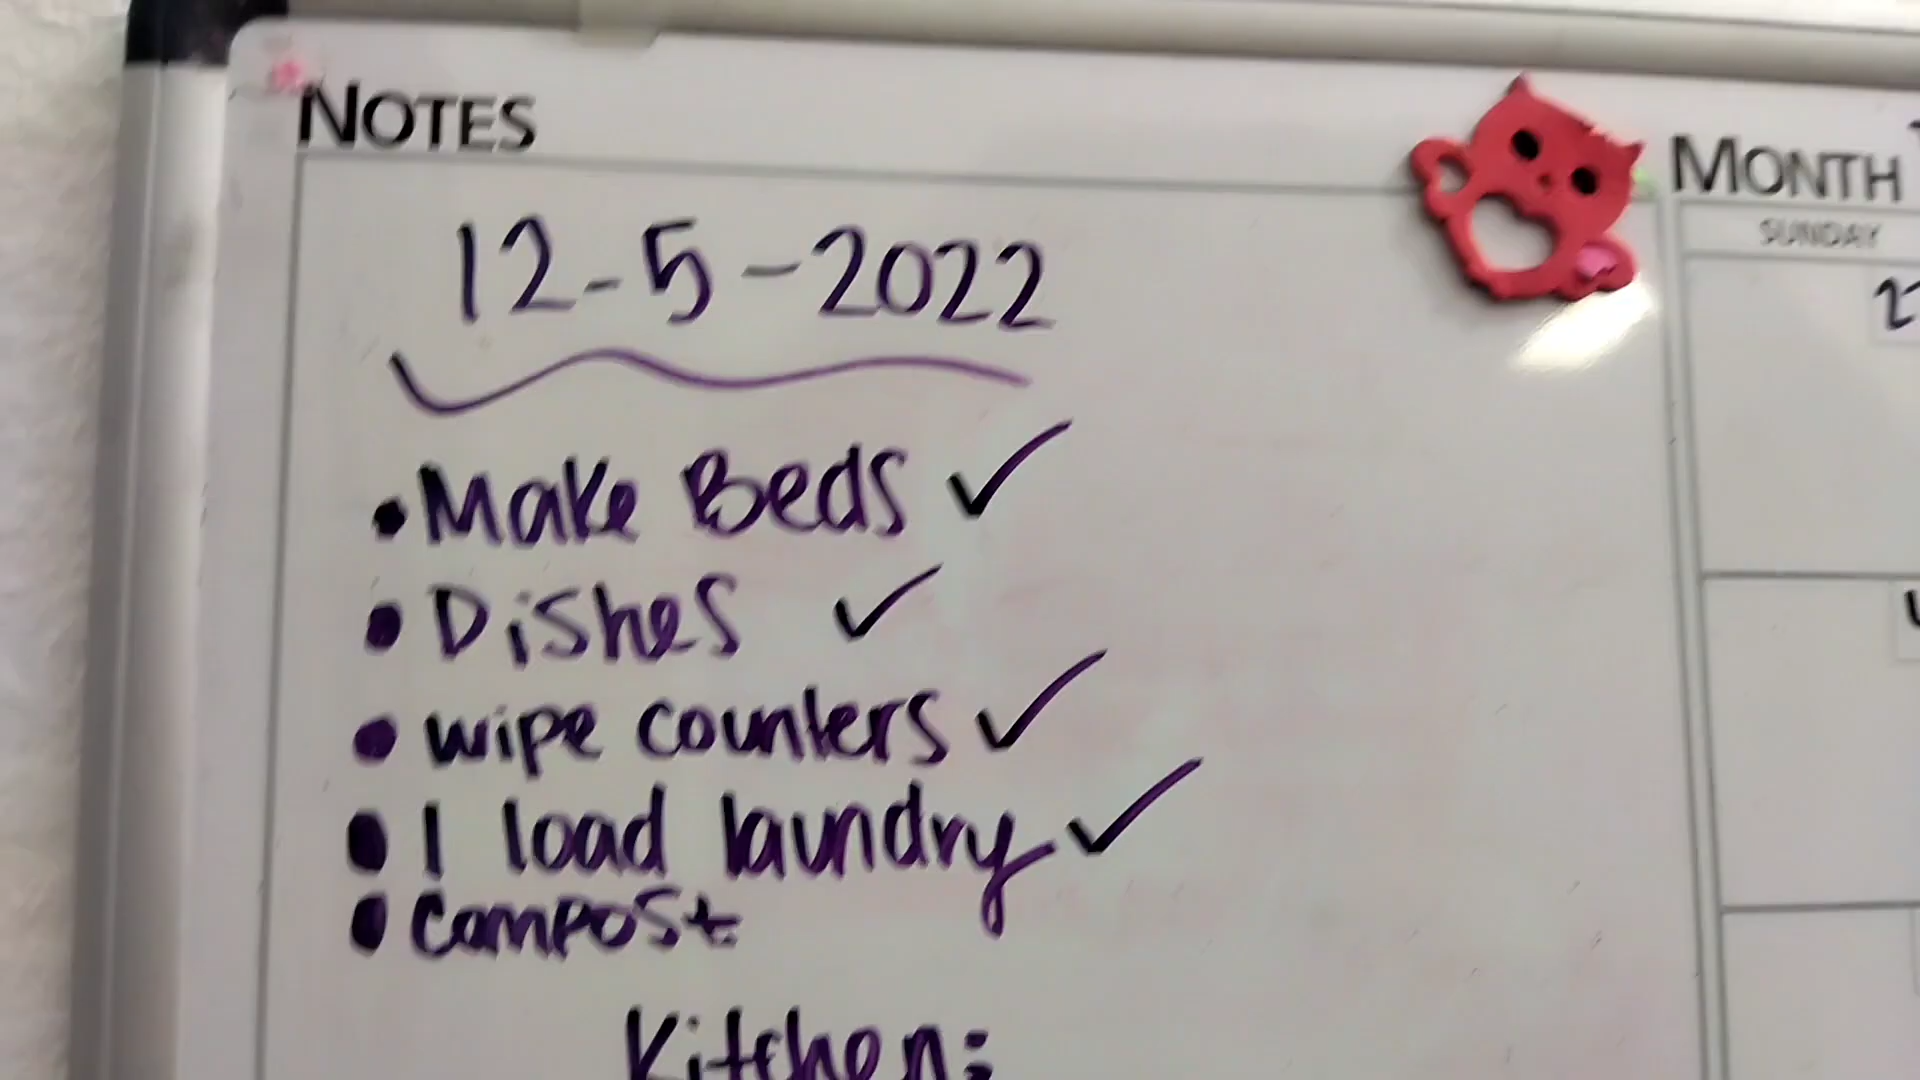 NOTES
12-5-2022
• Make Beds ✓
• Dishes ✓
• wipe counters ✓
• 1 load laundry ✓
• compost
Kitchen:
MONTH
SUNDAY